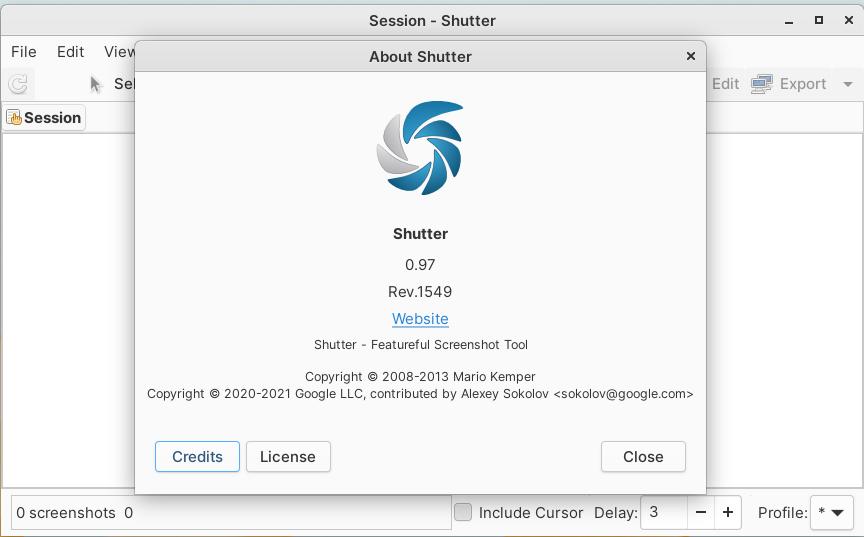 Session - Shutter
File Edit View
About Shutter
Sel
Edit Export
Session
Shutter
0.97
Rev.1549
Website
Shutter - Featureful Screenshot Tool
Copyright © 2008-2013 Mario Kemper
Copyright © 2020-2021 Google LLC, contributed by Alexey Sokolov <sokolov@google.com>
Credits License Close
0 screenshots 0 Include Cursor Delay: 3 − + Profile: *